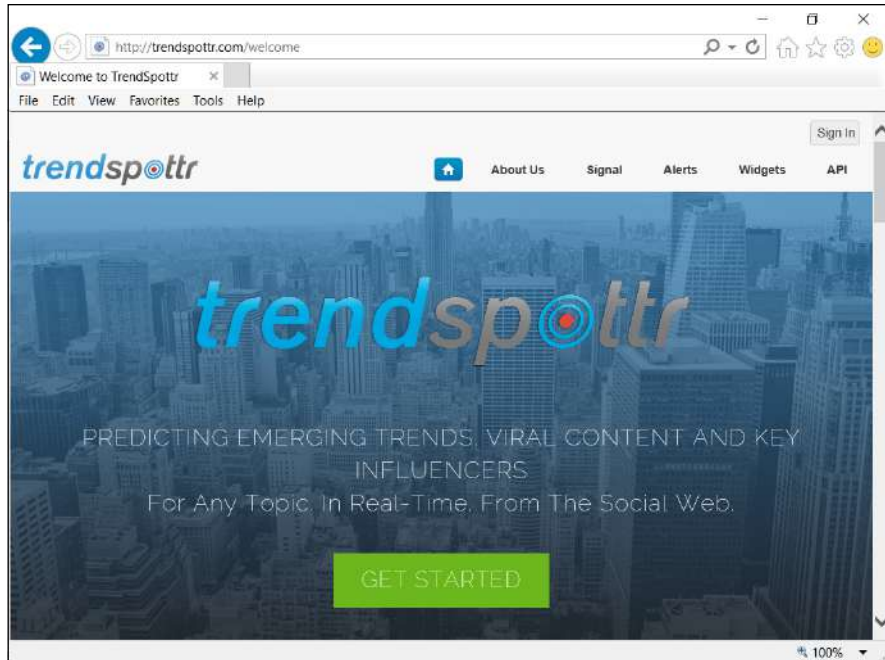 http://trendspottr.com/welcome
Welcome to TrendSpottr
File Edit View Favorites Tools Help
Sign In
trendspottr
About Us Signal Alerts Widgets API
trendspottr
PREDICTING EMERGING TRENDS, VIRAL CONTENT AND KEY
INFLUENCERS
For Any Topic. In Real-Time. From The Social Web.
GET STARTED
100%